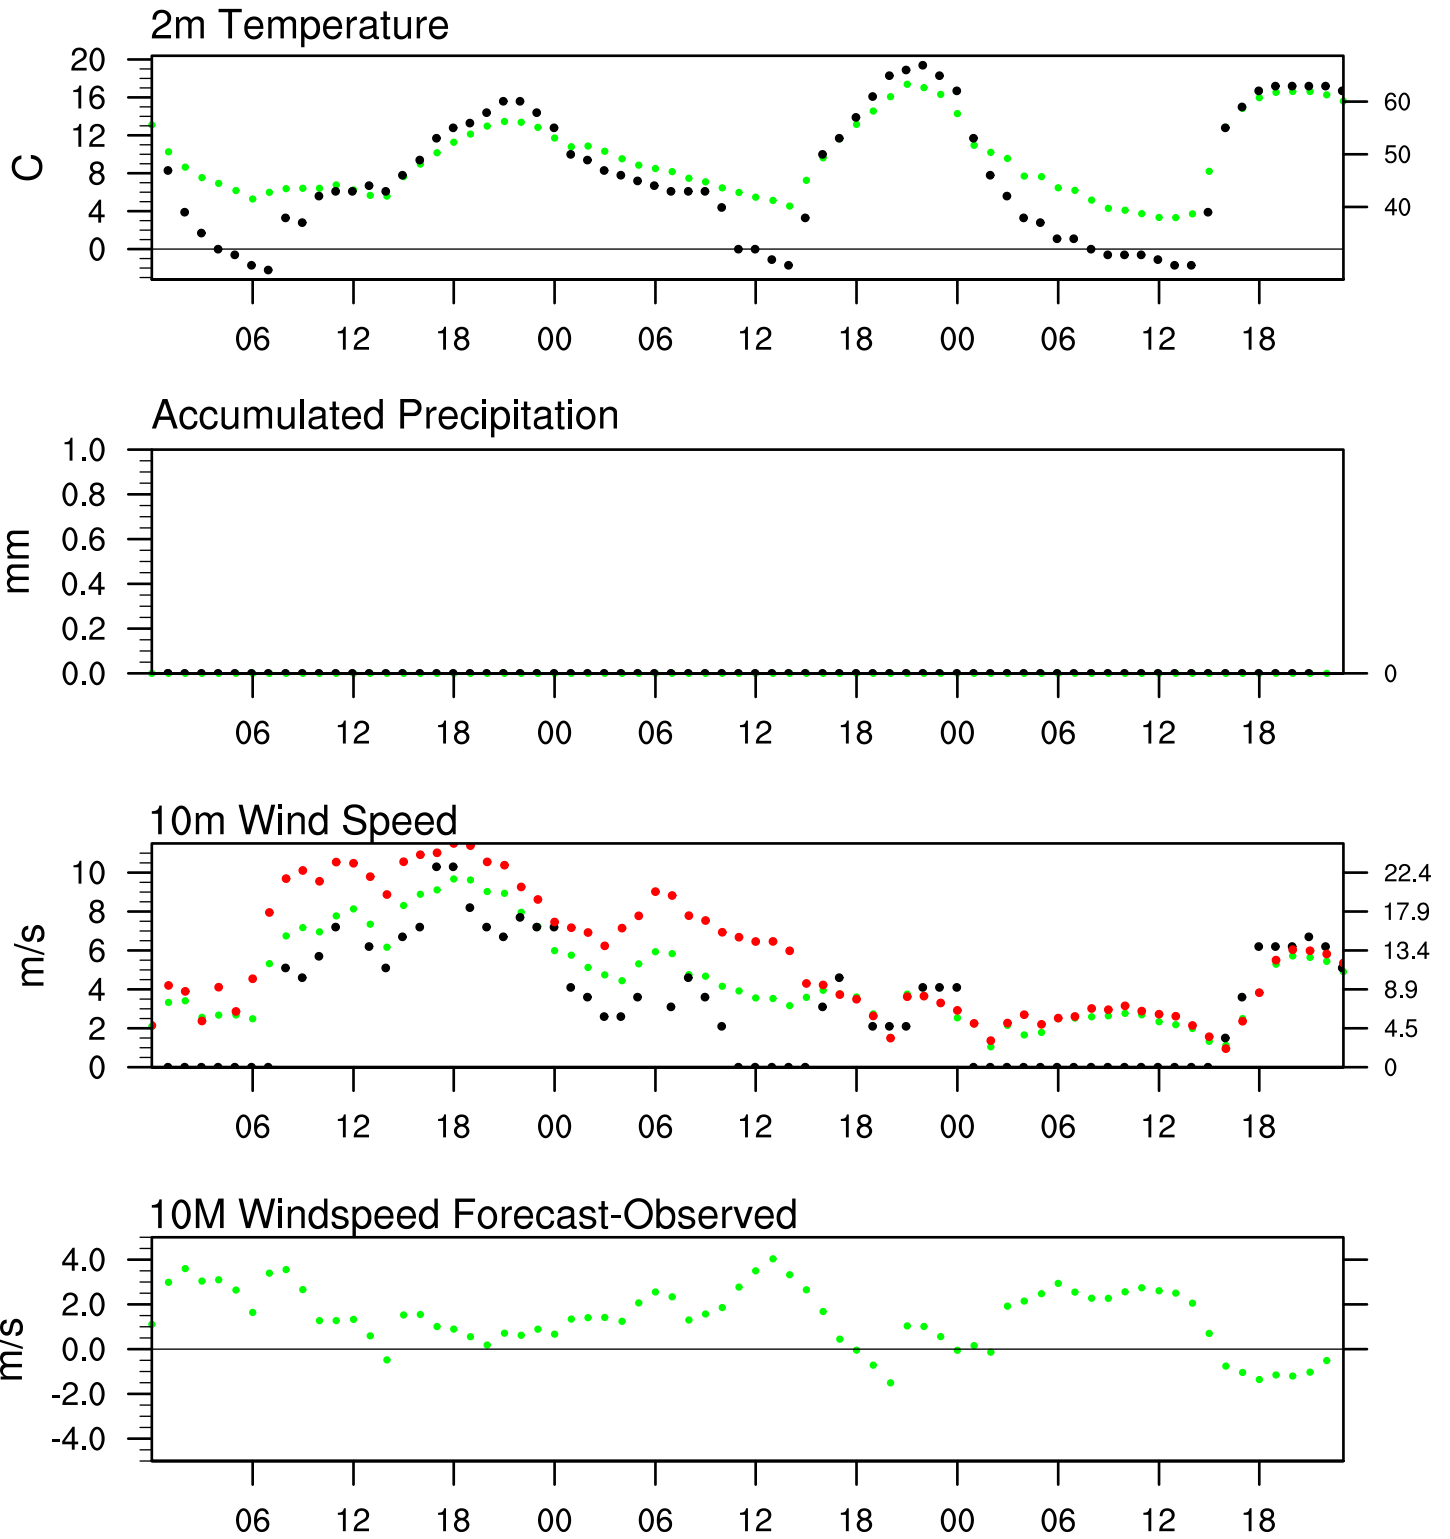 2m Temperature
20
16
12
8
4
0
C
60
50
40
06 12 18 00 06 12 18 00 06 12 18
Accumulated Precipitation
1.0
0.8
0.6
0.4
0.2
0.0
mm
0
06 12 18 00 06 12 18 00 06 12 18
10m Wind Speed
10
8
6
4
2
0
m/s
22.4
17.9
13.4
8.9
4.5
0
06 12 18 00 06 12 18 00 06 12 18
10M Windspeed Forecast-Observed
4.0
2.0
0.0
-2.0
-4.0
m/s
06 12 18 00 06 12 18 00 06 12 18